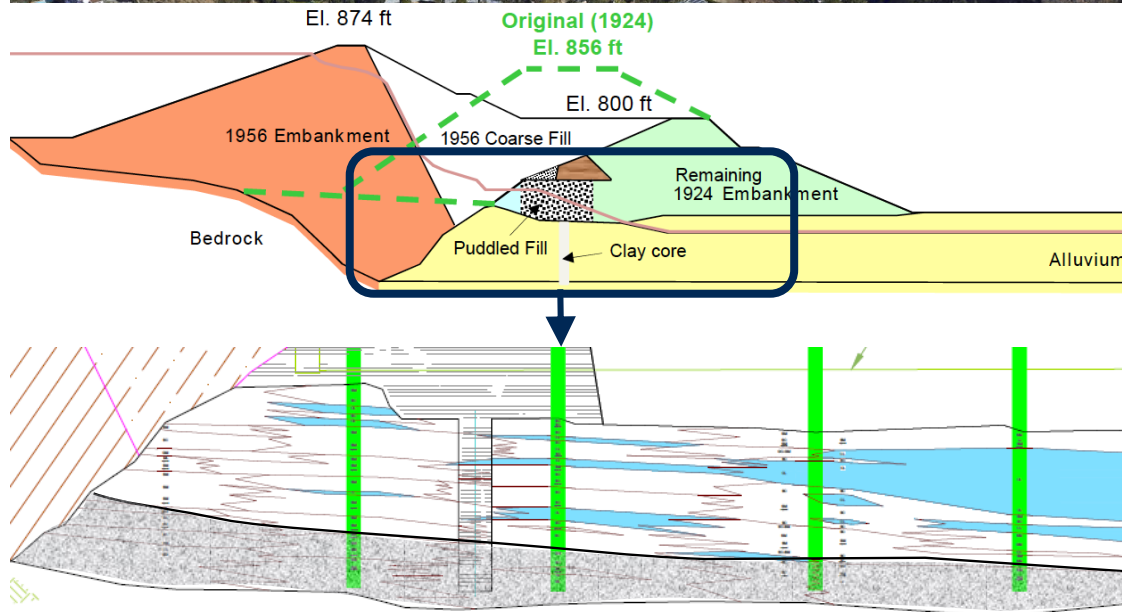 El. 874 ft
Original (1924)
El. 856 ft
El. 800 ft
1956 Embankment
1956 Coarse Fill
Remaining
1924 Embankment
Bedrock
Puddled Fill
Clay core
Alluvium